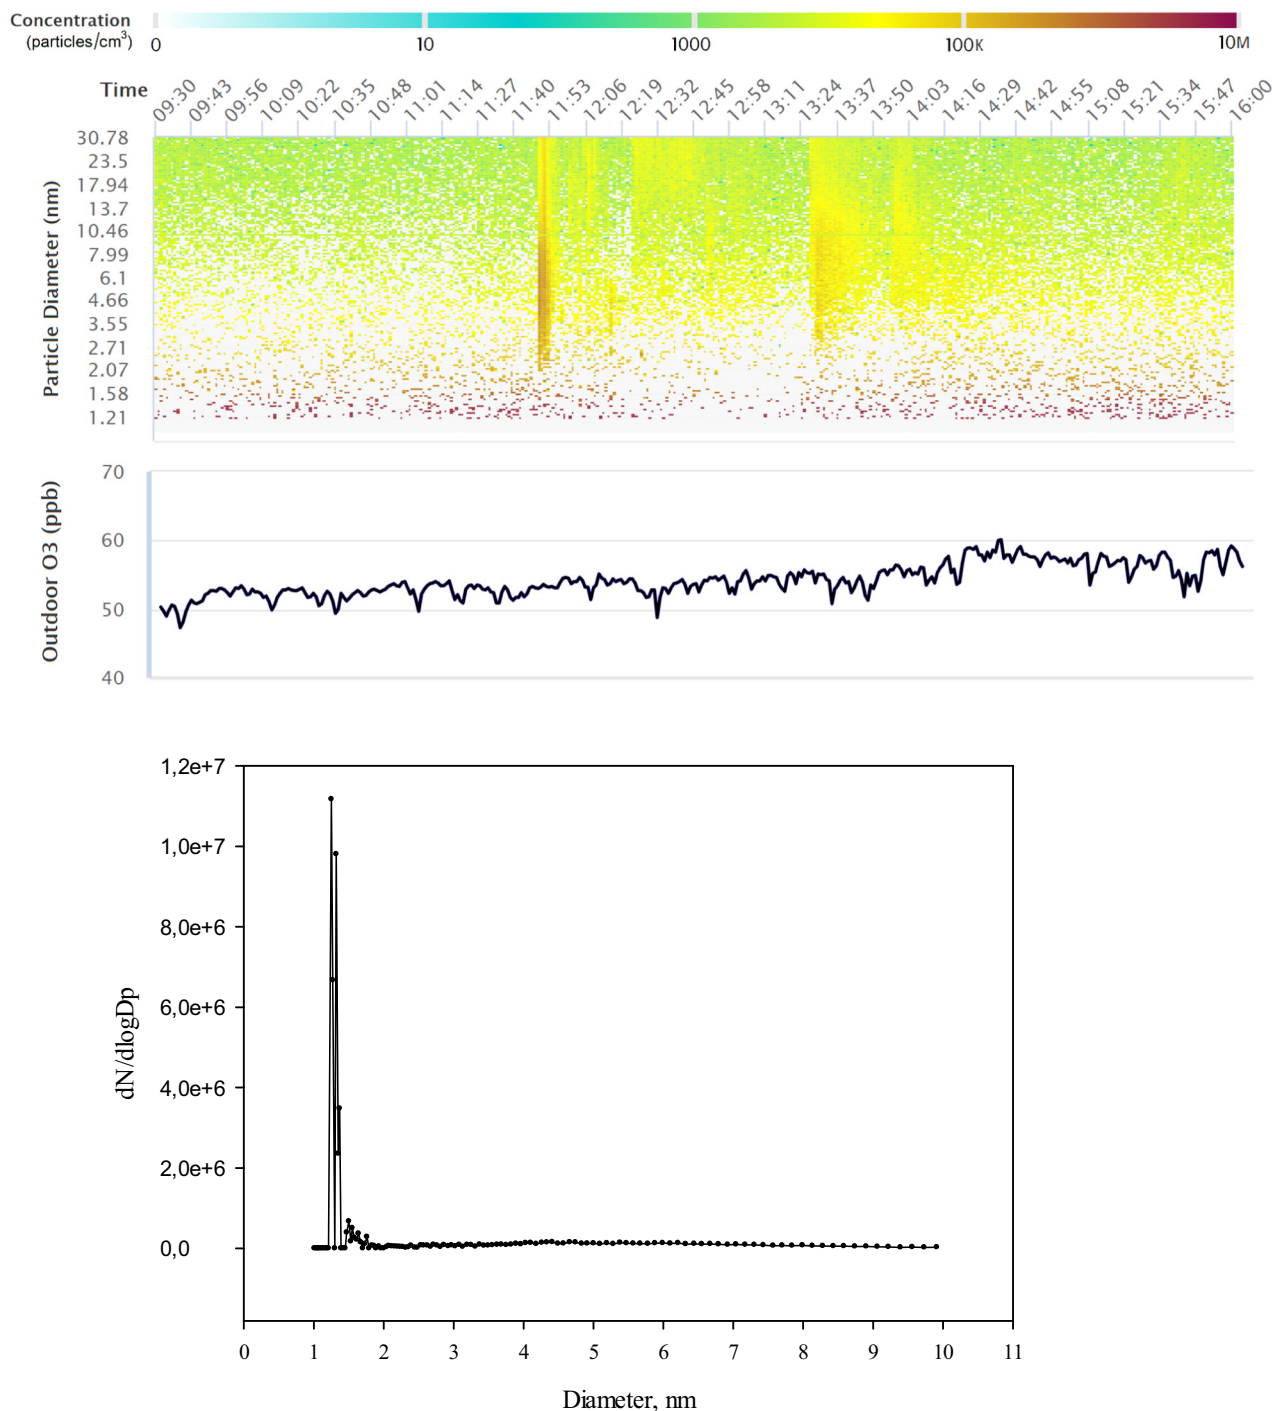 Concentration
(particles/cm³)
0 10 1000 100K 10M
Time
09:30 09:43 09:56 10:09 10:22 10:35 10:48 11:01 11:14 11:27 11:40 11:53 12:06 12:19 12:32 12:45 12:58 13:11 13:24 13:37 13:50 14:03 14:16 14:29 14:42 14:55 15:08 15:21 15:34 15:47 16:00
Particle Diameter (nm)
30.78
23.5
17.94
13.7
10.46
7.99
6.1
4.66
3.55
2.71
2.07
1.58
1.21
Outdoor O3 (ppb)
70
60
50
40
dN/dlogDp
1,2e+7
1,0e+7
8,0e+6
6,0e+6
4,0e+6
2,0e+6
0,0
0 1 2 3 4 5 6 7 8 9 10 11
Diameter, nm